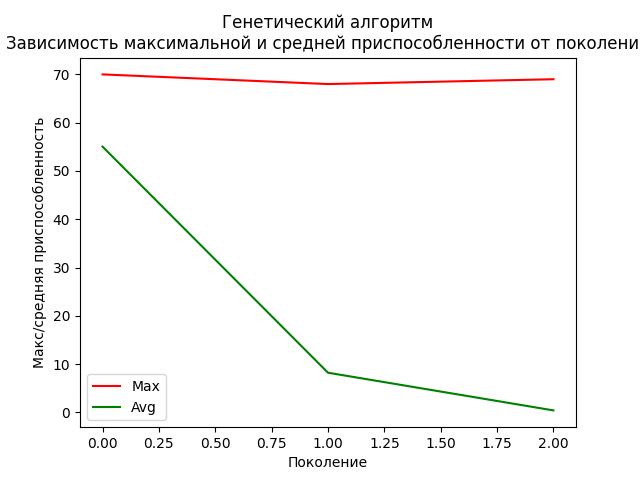 Генетический алгоритм
Зависимость максимальной и средней приспособленности от поколени
Макс/средняя приспособленность
70
60
50
40
30
20
10
0
Max
Avg
0.00 0.25 0.50 0.75 1.00 1.25 1.50 1.75 2.00
Поколение